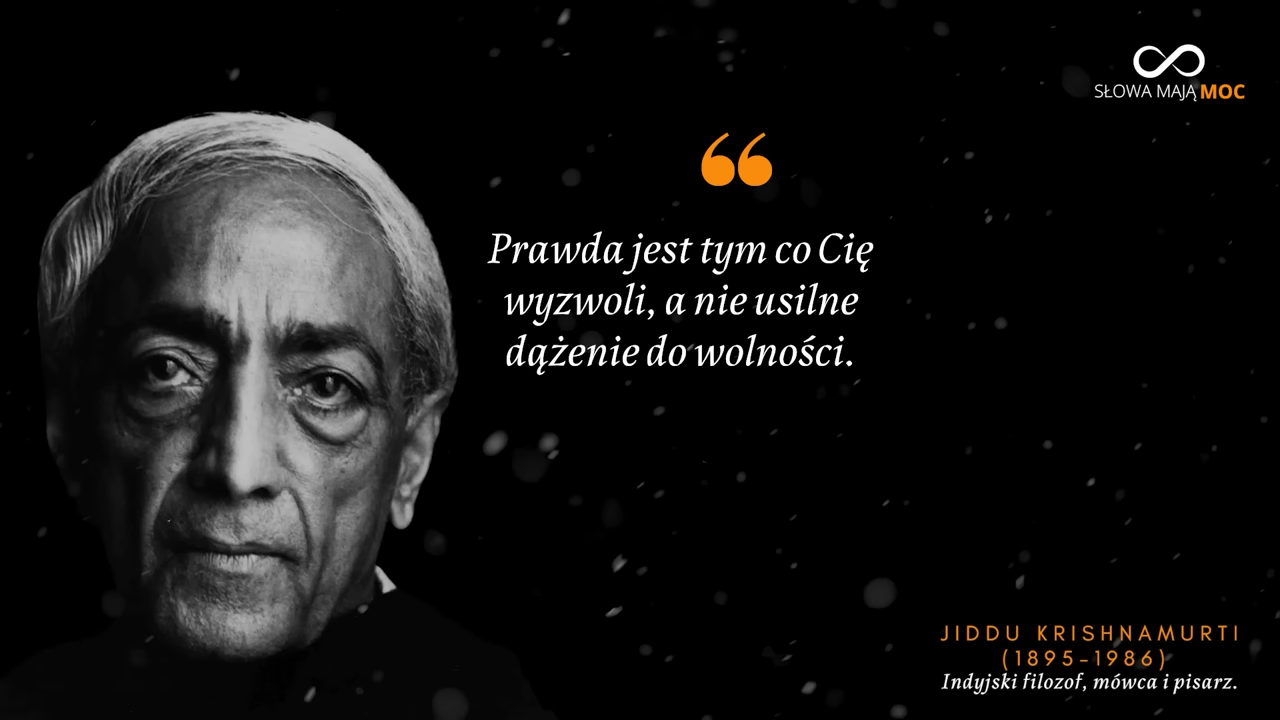 SŁOWA MAJĄ MOC
Prawda jest tym co Cię
wyzwoli, a nie usilne
dążenie do wolności.
JIDDU KRISHNAMURTI
(1895-1986)
Indyjski filozof, mówca i pisarz.